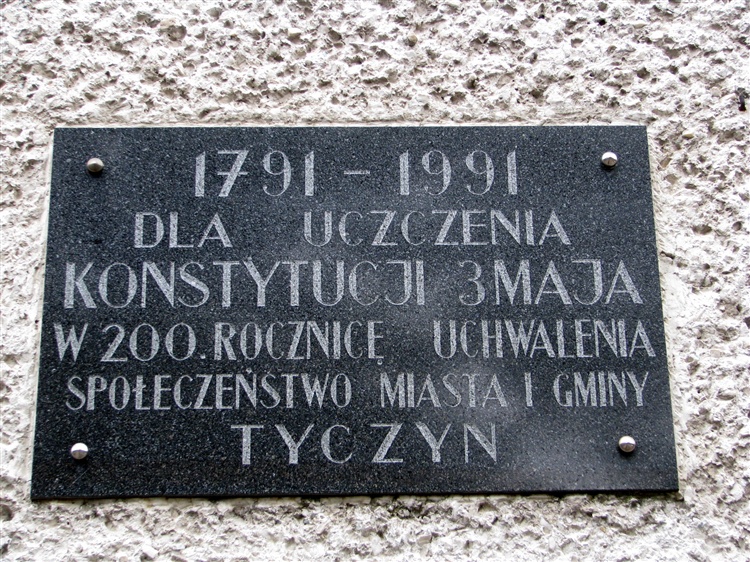 1791 – 1991
DLA UCZCZENIA
KONSTYTUCJI 3 MAJA
W 200. ROCZNICĘ UCHWALENIA
SPOŁECZEŃSTWO MIASTA I GMINY
TYCZYN